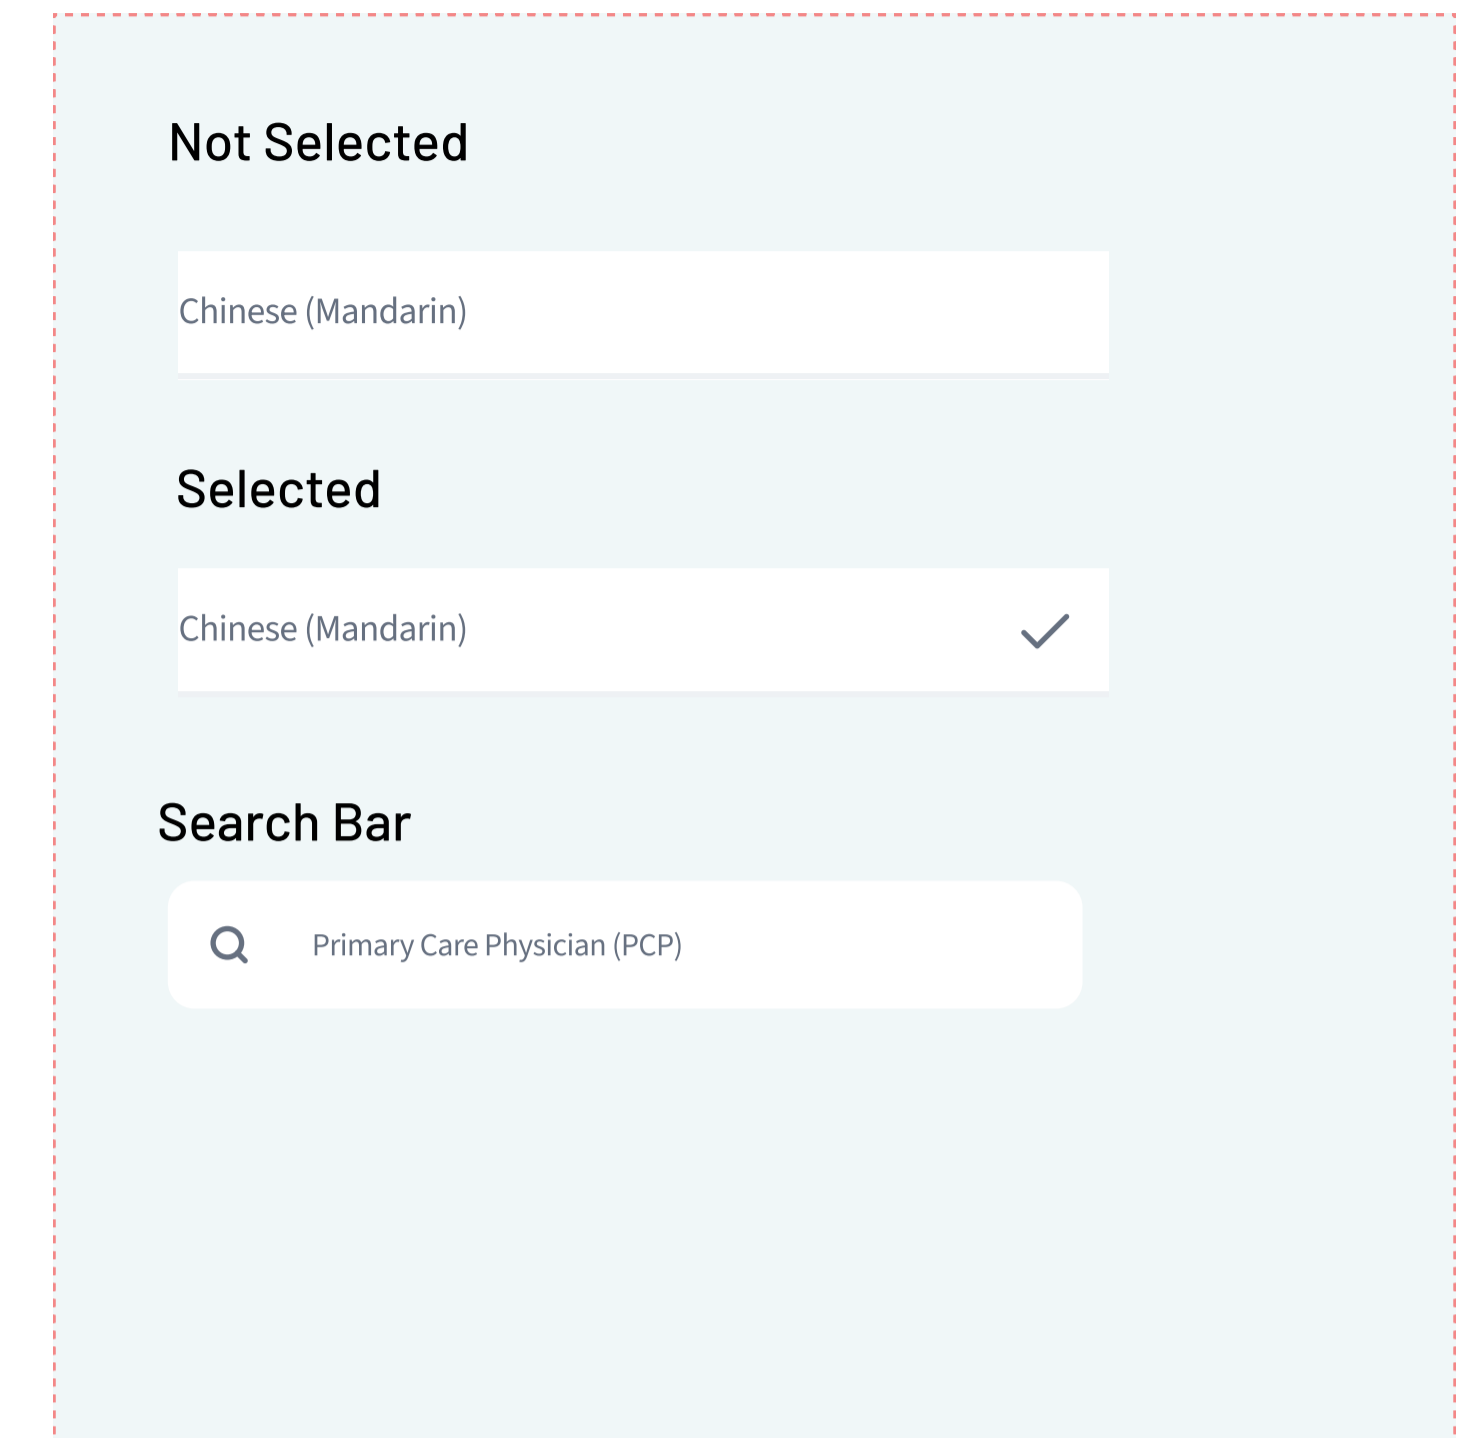 Not Selected
Chinese (Mandarin)
Selected
Chinese (Mandarin)
Search Bar
Primary Care Physician (PCP)